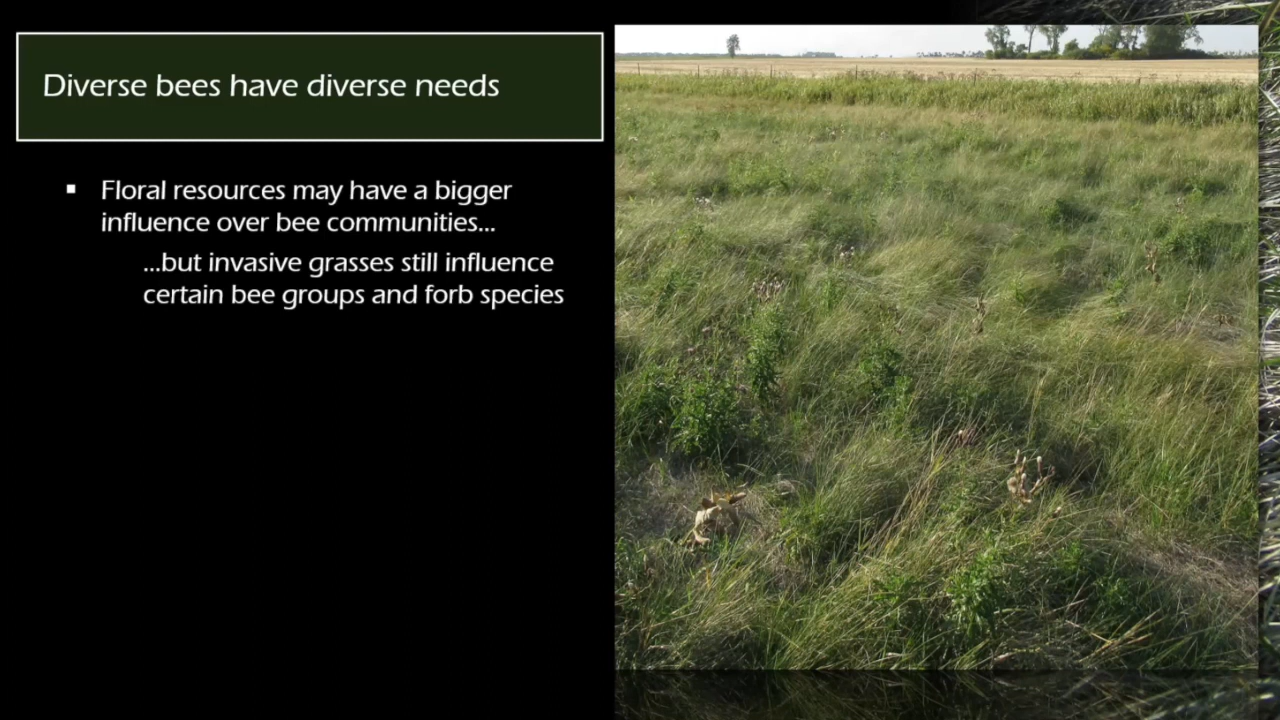 Diverse bees have diverse needs
▪ Floral resources may have a bigger
influence over bee communities...
...but invasive grasses still influence
certain bee groups and forb species